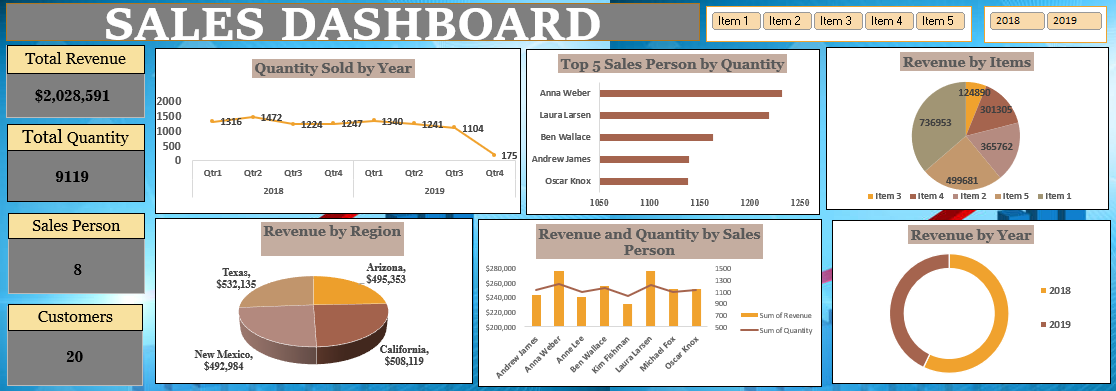 SALES DASHBOARD
Item 1 Item 2 Item 3 Item 4 Item 5
2018 2019
Total Revenue
$2,028,591
Total Quantity
9119
Sales Person
8
Customers
20
Quantity Sold by Year
2000
1500
1000
500
0
1316 1472 1224 1247 1340 1241 1104 175
Qtr1 Qtr2 Qtr3 Qtr4 Qtr1 Qtr2 Qtr3 Qtr4
2018 2019
Top 5 Sales Person by Quantity
Anna Weber
Laura Larsen
Ben Wallace
Andrew James
Oscar Knox
1050 1100 1150 1200 1250
Revenue by Items
124890
301305
365762
499681
736953
Item 3 Item 4 Item 2 Item 5 Item 1
Revenue by Region
Texas,
$532,135
Arizona,
$495,353
New Mexico,
$492,984
California,
$508,119
Revenue and Quantity by Sales
Person
$280,000
$260,000
$240,000
$220,000
$200,000
1500
1300
1100
900
700
500
Andrew James
Anna Weber
Anne Lee
Ben Wallace
Kim Fishman
Laura Larsen
Michael Fox
Oscar Knox
Sum of Revenue
Sum of Quantity
Revenue by Year
2018
2019